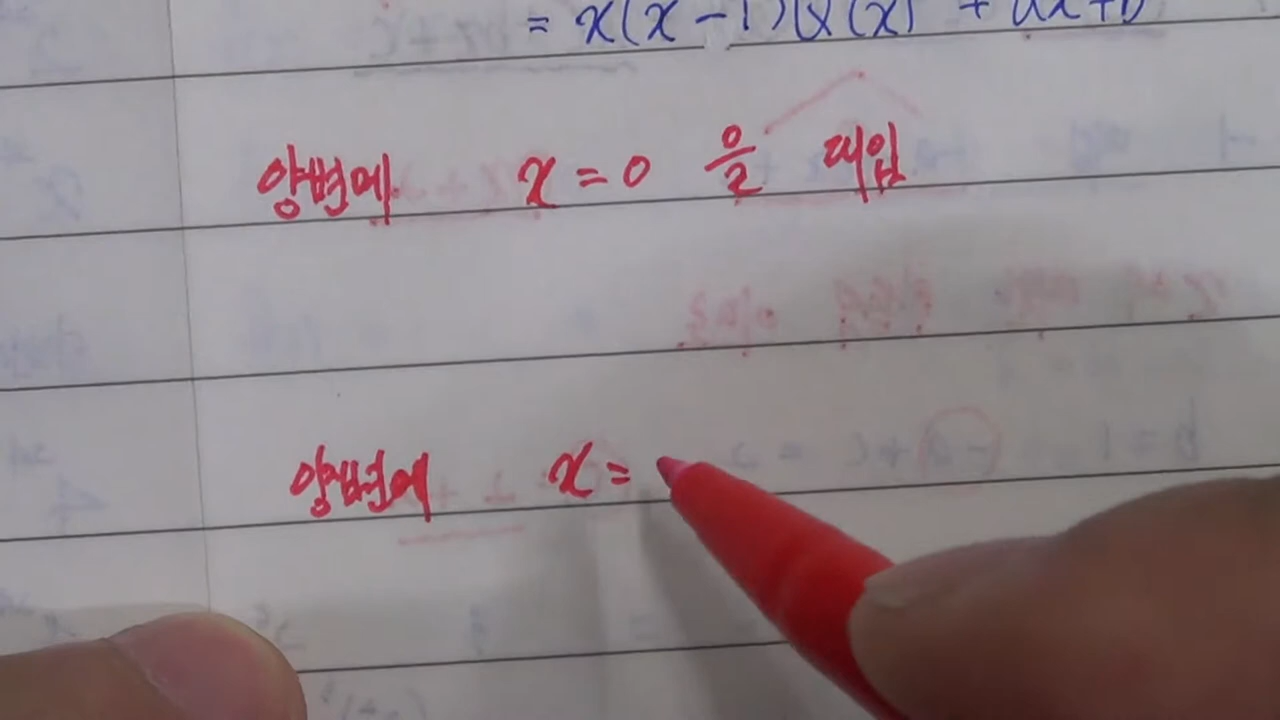 = x(x-1)Q(x) + ax+b
양변에 x=0 을 대입
양변에 x=